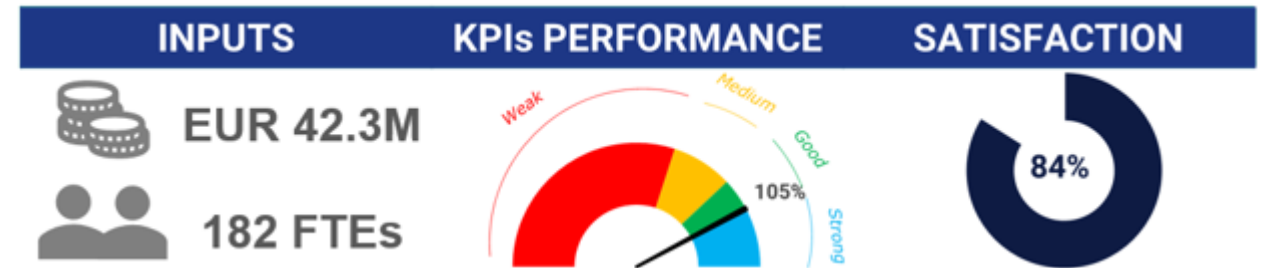 INPUTS
KPIs PERFORMANCE
SATISFACTION
EUR 42.3M
182 FTEs
Weak
Medium
Good
105%
Strong
84%